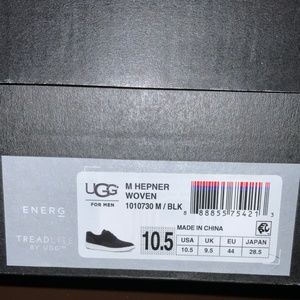 UGG
FOR MEN
M HEPNER
WOVEN
1010730 M / BLK
8 88855 75421 3
ENERG
TREADLITE
BY UGG™
MADE IN CHINA
10.5
USA UK EU JAPAN
10.5 9.5 44 28.5